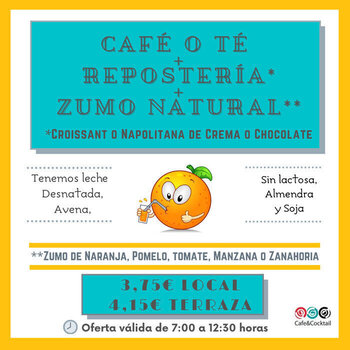 CAFÉ O TÉ
+
REPOSTERÍA*
+
ZUMO NATURAL**
*CROISSANT O NAPOLITANA DE CREMA O CHOCOLATE
Tenemos leche
Desnatada,
Avena,
Sin lactosa,
Almendra
y Soja
**ZUMO DE NARANJA, POMELO, TOMATE, MANZANA O ZANAHORIA
3,75€ LOCAL
4,15€ TERRAZA
Oferta válida de 7:00 a 12:30 horas
Cafe&Cocktail